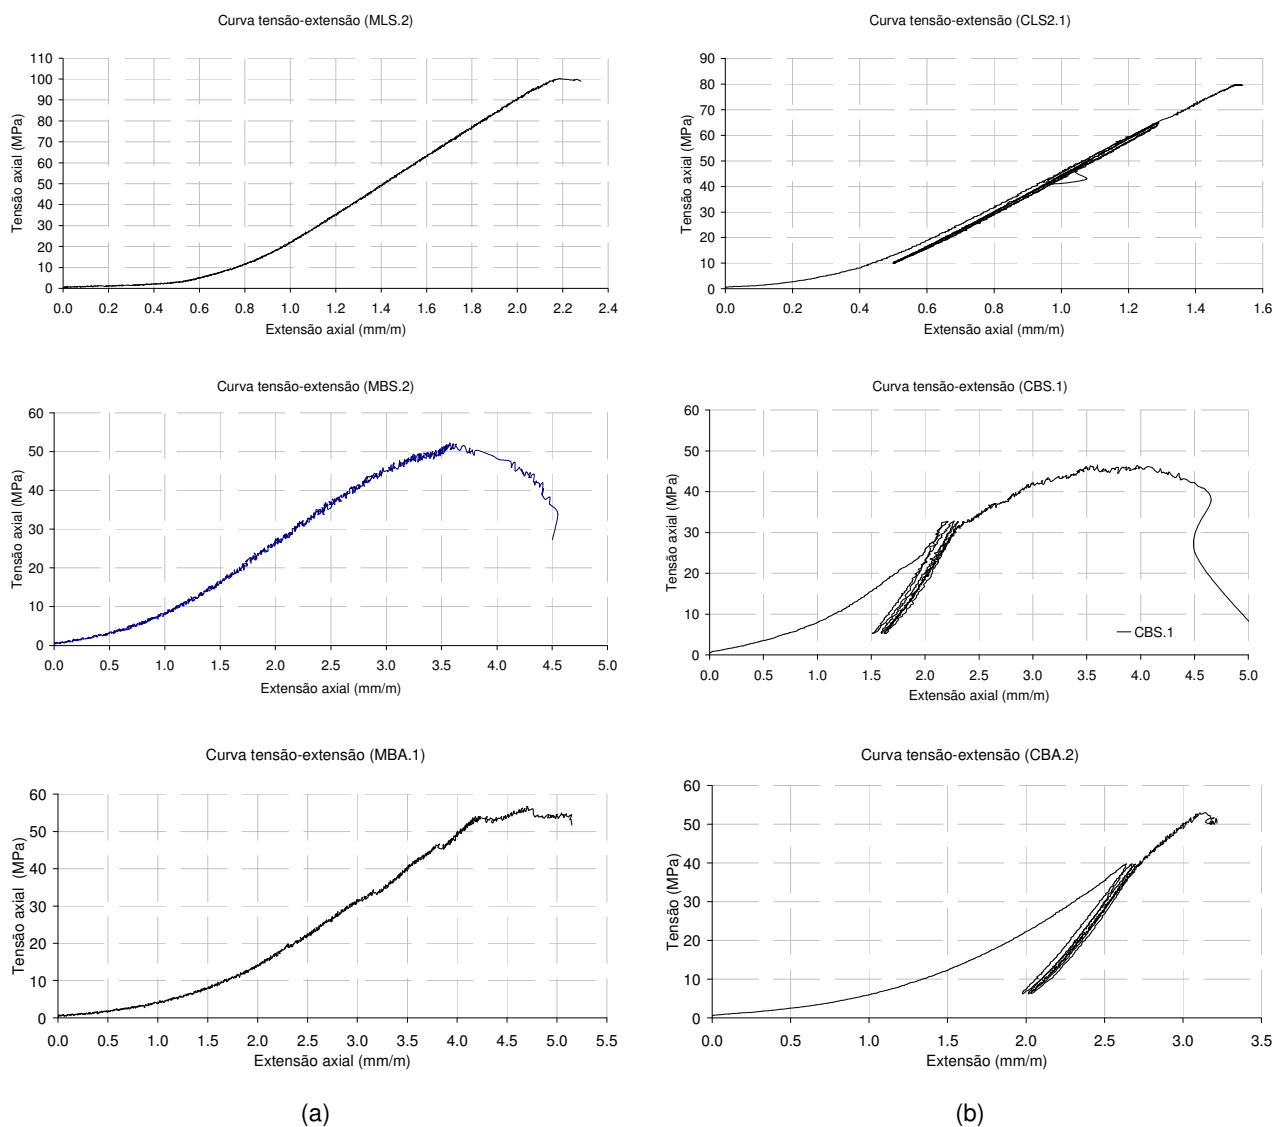 Curva tensão-extensão (MLS.2)
110
100
90
80
70
60
50
40
30
20
10
0
Tensão axial (MPa)
0.0 0.2 0.4 0.6 0.8 1.0 1.2 1.4 1.6 1.8 2.0 2.2 2.4
Extensão axial (mm/m)
Curva tensão-extensão (CLS2.1)
90
80
70
60
50
40
30
20
10
0
Tensão axial (MPa)
0.0 0.2 0.4 0.6 0.8 1.0 1.2 1.4 1.6
Extensão axial (mm/m)
Curva tensão-extensão (MBS.2)
60
50
40
30
20
10
0
Tensão axial (MPa)
0.0 0.5 1.0 1.5 2.0 2.5 3.0 3.5 4.0 4.5 5.0
Extensão axial (mm/m)
Curva tensão-extensão (CBS.1)
60
50
40
30
20
10
0
Tensão axial (MPa)
CBS.1
0.0 0.5 1.0 1.5 2.0 2.5 3.0 3.5 4.0 4.5 5.0
Extensão axial (mm/m)
Curva tensão-extensão (MBA.1)
60
50
40
30
20
10
0
Tensão axial (MPa)
0.0 0.5 1.0 1.5 2.0 2.5 3.0 3.5 4.0 4.5 5.0 5.5
Extensão axial (mm/m)
Curva tensão-extensão (CBA.2)
60
50
40
30
20
10
0
Tensão (MPa)
0.0 0.5 1.0 1.5 2.0 2.5 3.0 3.5
Extensão (mm/m)
(a)
(b)